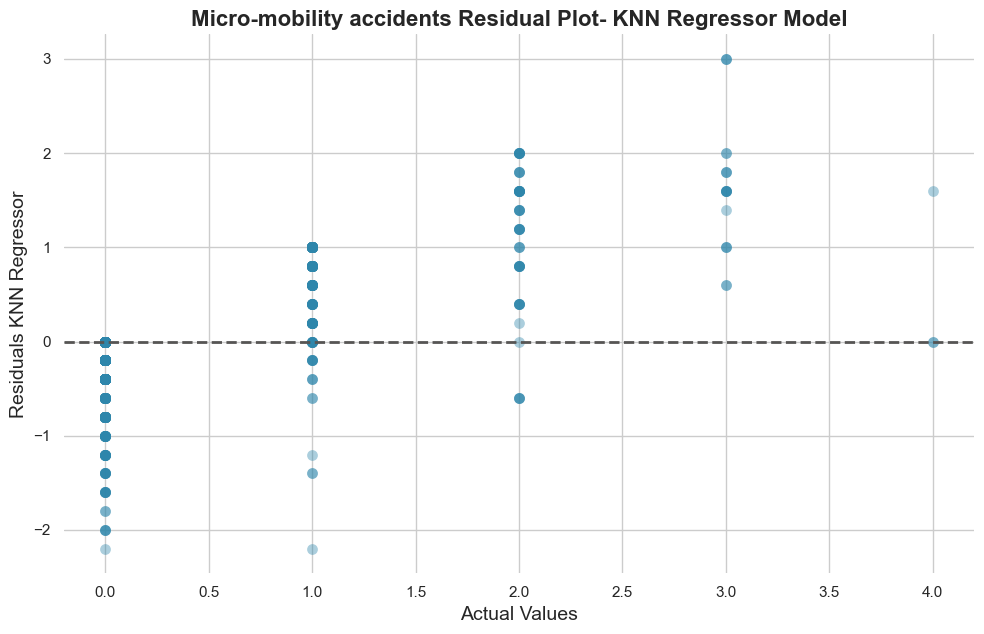 Micro-mobility accidents Residual Plot- KNN Regressor Model
Residuals KNN Regressor
3
2
1
0
−1
−2
0.0 0.5 1.0 1.5 2.0 2.5 3.0 3.5 4.0
Actual Values